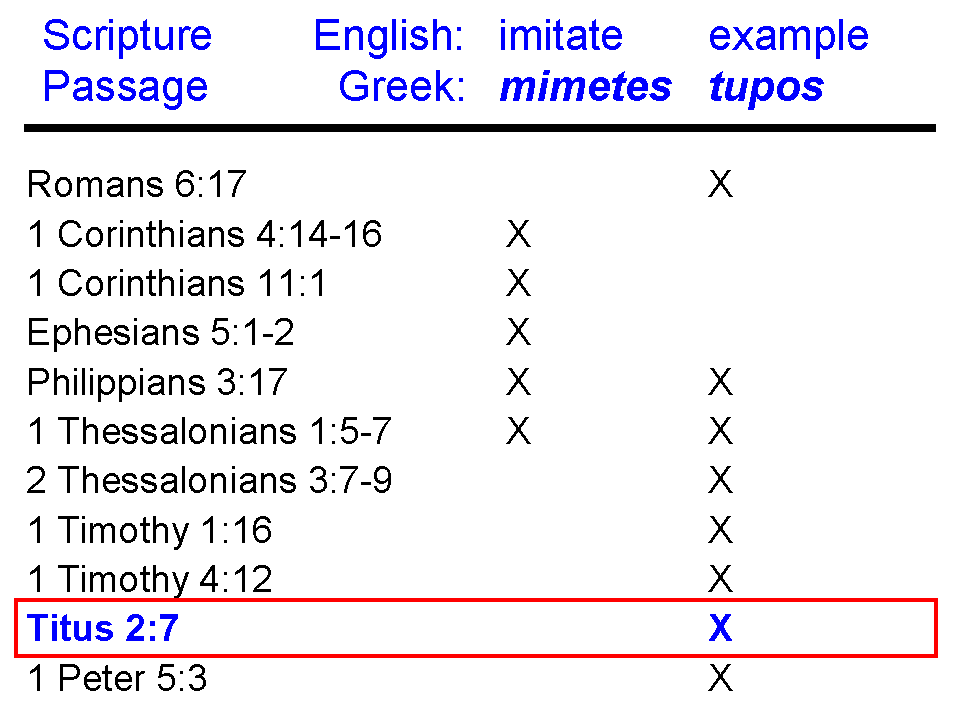 Scripture English: imitate example
Passage Greek: mimetes tupos
Romans 6:17 X
1 Corinthians 4:14-16 X
1 Corinthians 11:1 X
Ephesians 5:1-2 X
Philippians 3:17 X X
1 Thessalonians 1:5-7 X X
2 Thessalonians 3:7-9 X
1 Timothy 1:16 X
1 Timothy 4:12 X
Titus 2:7 X
1 Peter 5:3 X